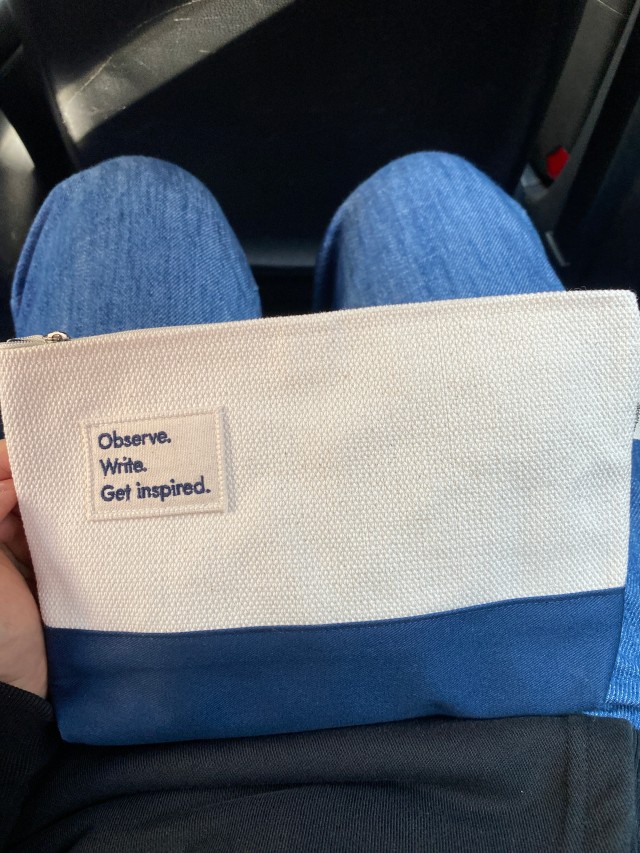 Observe.
Write.
Get inspired.